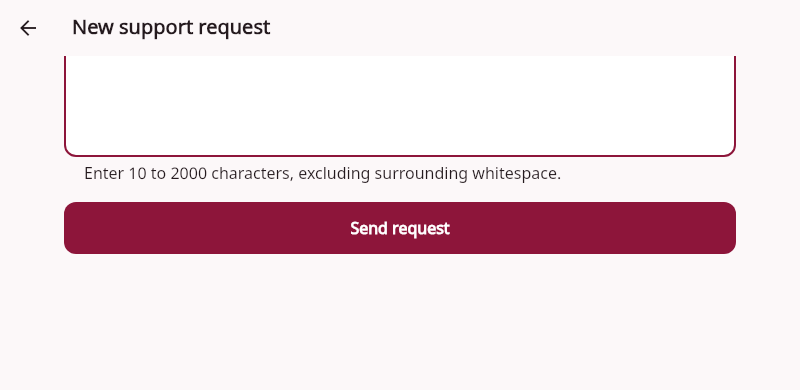 New support request
Enter 10 to 2000 characters, excluding surrounding whitespace.
Send request